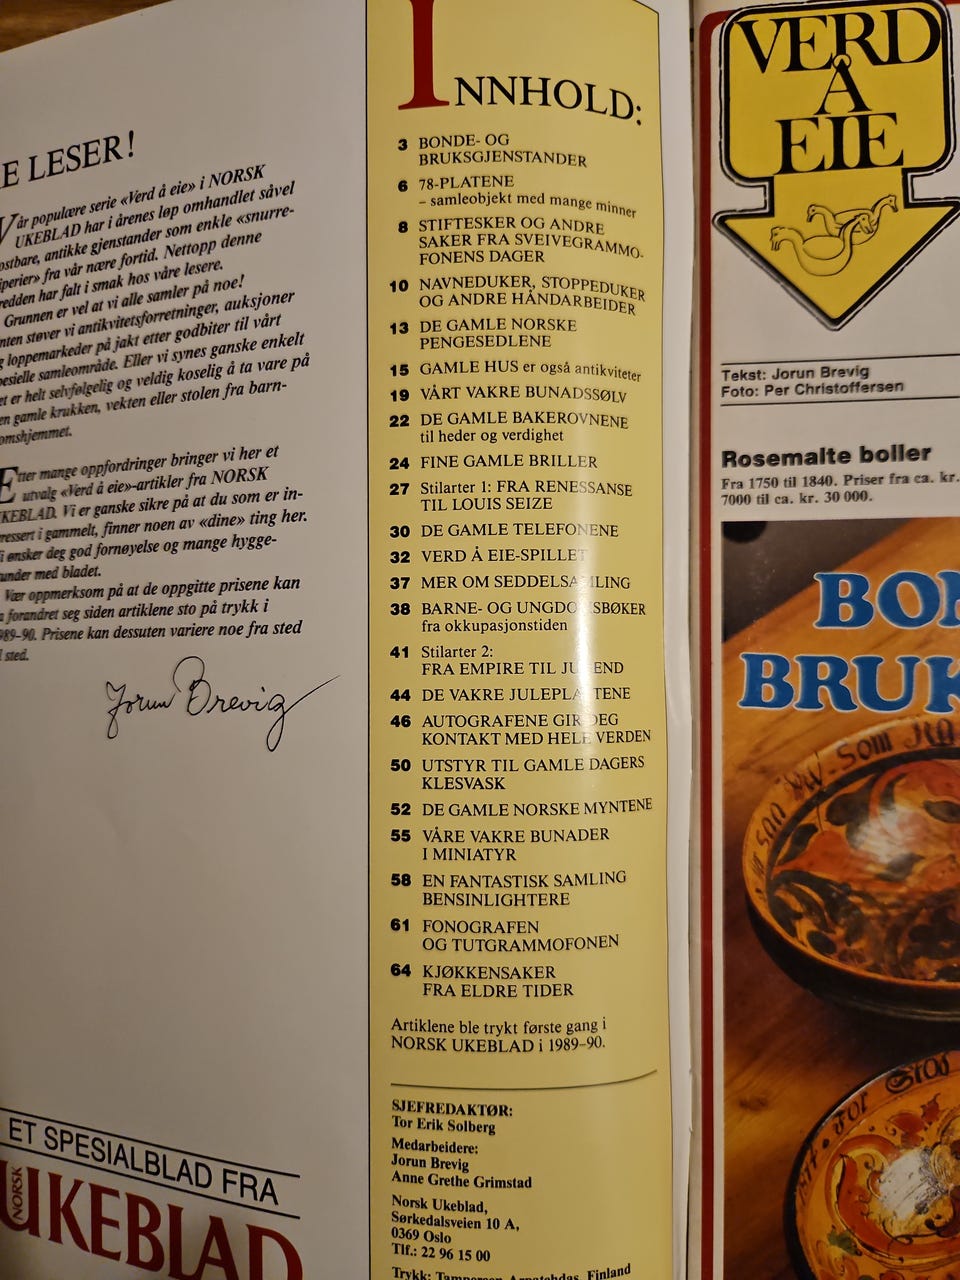 E LESER!
Vår populære serie «Verd å eie» i NORSK
UKEBLAD har i årenes løp omhandlet såvel
ostbare, antikke gjenstander som enkle «snurre-
iperier» fra vår nære fortid. Nettopp denne
redden har falt i smak hos våre lesere.
Grunnen er vel at vi alle samler på noe!
nten støver vi antikvitetsforretninger, auksjoner
g loppemarkeder på jakt etter godbiter til vårt
pesielle samleområde. Eller vi synes ganske enkelt
et er helt selvfølgelig og veldig koselig å ta vare på
en gamle krukken, vekten eller stolen fra barn-
omshjemmet.
Etter mange oppfordringer bringer vi her et
utvalg «Verd å eie»-artikler fra NORSK
KEBLAD. Vi er ganske sikre på at du som er in-
ressert i gammelt, finner noen av «dine» ting her.
i ønsker deg god fornøyelse og mange hygge-
under med bladet.
Vær oppmerksom på at de oppgitte prisene kan
a forandret seg siden artiklene sto på trykk i
989-90. Prisene kan dessuten variere noe fra sted
l sted.
Jorun Brevig
ET SPESIALBLAD FRA
NORSK
UKEBLAD
INNHOLD:
3 BONDE- OG
BRUKSGJENSTANDER
6 78-PLATENE
– samleobjekt med mange minner
8 STIFTESKER OG ANDRE
SAKER FRA SVEIVEGRAMMO-
FONENS DAGER
10 NAVNEDUKER, STOPPEDUKER
OG ANDRE HÅNDARBEIDER
13 DE GAMLE NORSKE
PENGESEDLENE
15 GAMLE HUS er også antikviteter
19 VÅRT VAKRE BUNADSSØLV
22 DE GAMLE BAKEROVNENE
til heder og verdighet
24 FINE GAMLE BRILLER
27 Stilarter 1: FRA RENESSANSE
TIL LOUIS SEIZE
30 DE GAMLE TELEFONENE
32 VERD Å EIE-SPILLET
37 MER OM SEDDELSAMLING
38 BARNE- OG UNGDOMSBØKER
fra okkupasjonstiden
41 Stilarter 2:
FRA EMPIRE TIL JUGEND
44 DE VAKRE JULEPLATTENE
46 AUTOGRAFENE GIR DEG
KONTAKT MED HELE VERDEN
50 UTSTYR TIL GAMLE DAGERS
KLESVASK
52 DE GAMLE NORSKE MYNTENE
55 VÅRE VAKRE BUNADER
I MINIATYR
58 EN FANTASTISK SAMLING
BENSINLIGHTERE
61 FONOGRAFEN
OG TUTGRAMMOFONEN
64 KJØKKENSAKER
FRA ELDRE TIDER
Artiklene ble trykt første gang i
NORSK UKEBLAD i 1989-90.
SJEFREDAKTØR:
Tor Erik Solberg
Medarbeidere:
Jorun Brevig
Anne Grethe Grimstad
Norsk Ukeblad,
Sørkedalsveien 10 A,
0369 Oslo
Tlf.: 22 96 15 00
Trykk: Finland
VERD
Å
EIE
Tekst: Jorun Brevig
Foto: Per Christoffersen
Rosemalte boller
Fra 1750 til 1840. Priser fra ca. kr.
7000 til ca. kr. 30 000.
BON
BRUK
Som